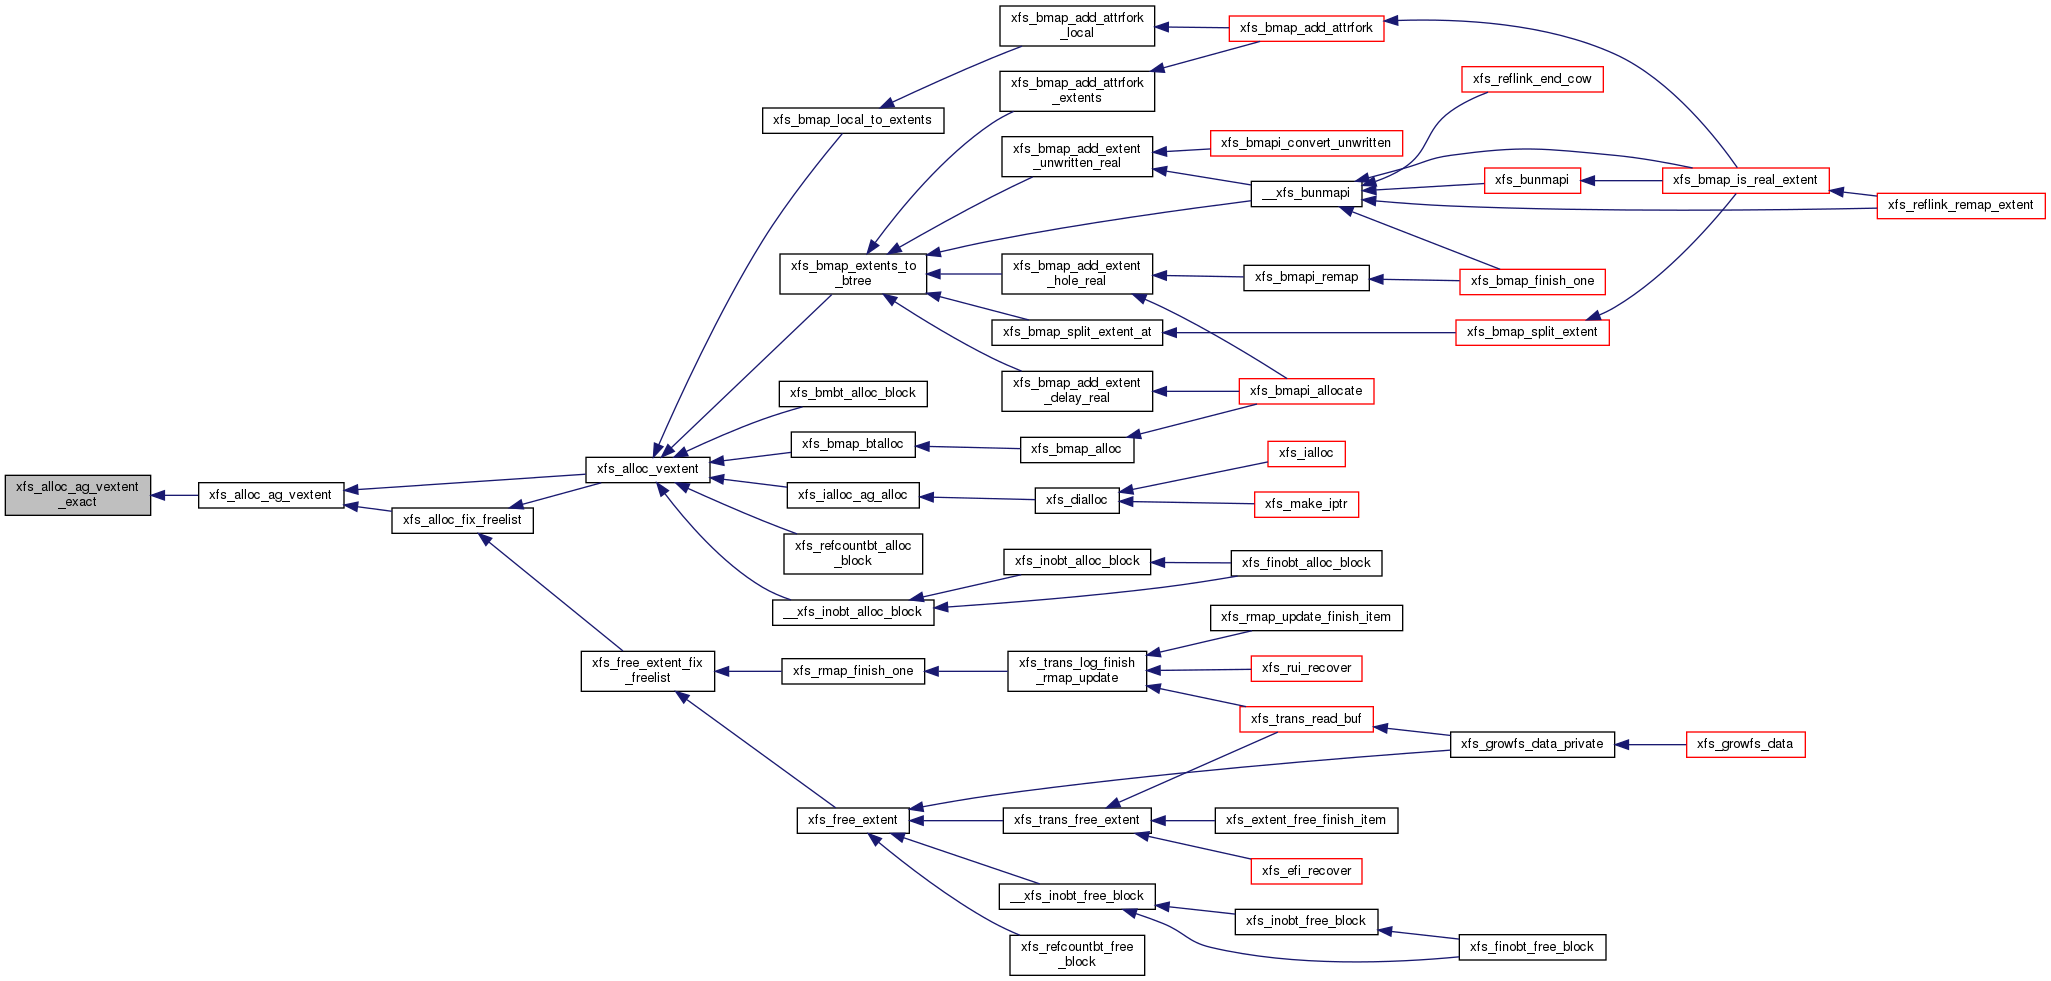 xfs_alloc_ag_vextent
_exact
xfs_alloc_ag_vextent
xfs_alloc_fix_freelist
xfs_alloc_vextent
xfs_free_extent_fix
_freelist
xfs_bmap_local_to_extents
xfs_bmap_extents_to
_btree
xfs_bmbt_alloc_block
xfs_bmap_btalloc
xfs_ialloc_ag_alloc
xfs_refcountbt_alloc
_block
__xfs_inobt_alloc_block
xfs_rmap_finish_one
xfs_free_extent
xfs_bmap_add_attrfork
_local
xfs_bmap_add_attrfork
_extents
xfs_bmap_add_extent
_unwritten_real
xfs_bmap_add_extent
_hole_real
xfs_bmap_split_extent_at
xfs_bmap_add_extent
_delay_real
xfs_bmap_alloc
xfs_dialloc
xfs_inobt_alloc_block
xfs_trans_log_finish
_rmap_update
xfs_trans_free_extent
__xfs_inobt_free_block
xfs_refcountbt_free
_block
xfs_bmap_add_attrfork
xfs_bmapi_convert_unwritten
__xfs_bunmapi
xfs_bmapi_remap
xfs_bmapi_allocate
xfs_ialloc
xfs_make_iptr
xfs_finobt_alloc_block
xfs_rmap_update_finish_item
xfs_rui_recover
xfs_trans_read_buf
xfs_extent_free_finish_item
xfs_efi_recover
xfs_inobt_free_block
xfs_reflink_end_cow
xfs_bunmapi
xfs_bmap_finish_one
xfs_bmap_split_extent
xfs_growfs_data_private
xfs_finobt_free_block
xfs_bmap_is_real_extent
xfs_growfs_data
xfs_reflink_remap_extent